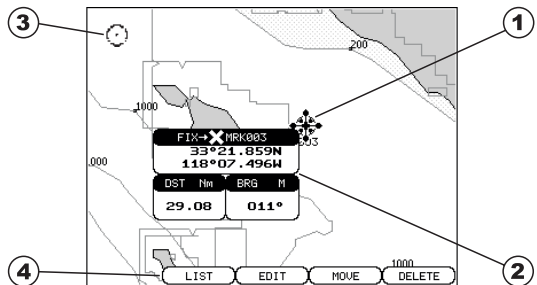 3
1
200
1000
003
FIX→✕MRK003
33°21.859N
118°07.496W
000
DST Nm BRG M
29.08 011°
2
1000
4
LIST EDIT MOVE DELETE